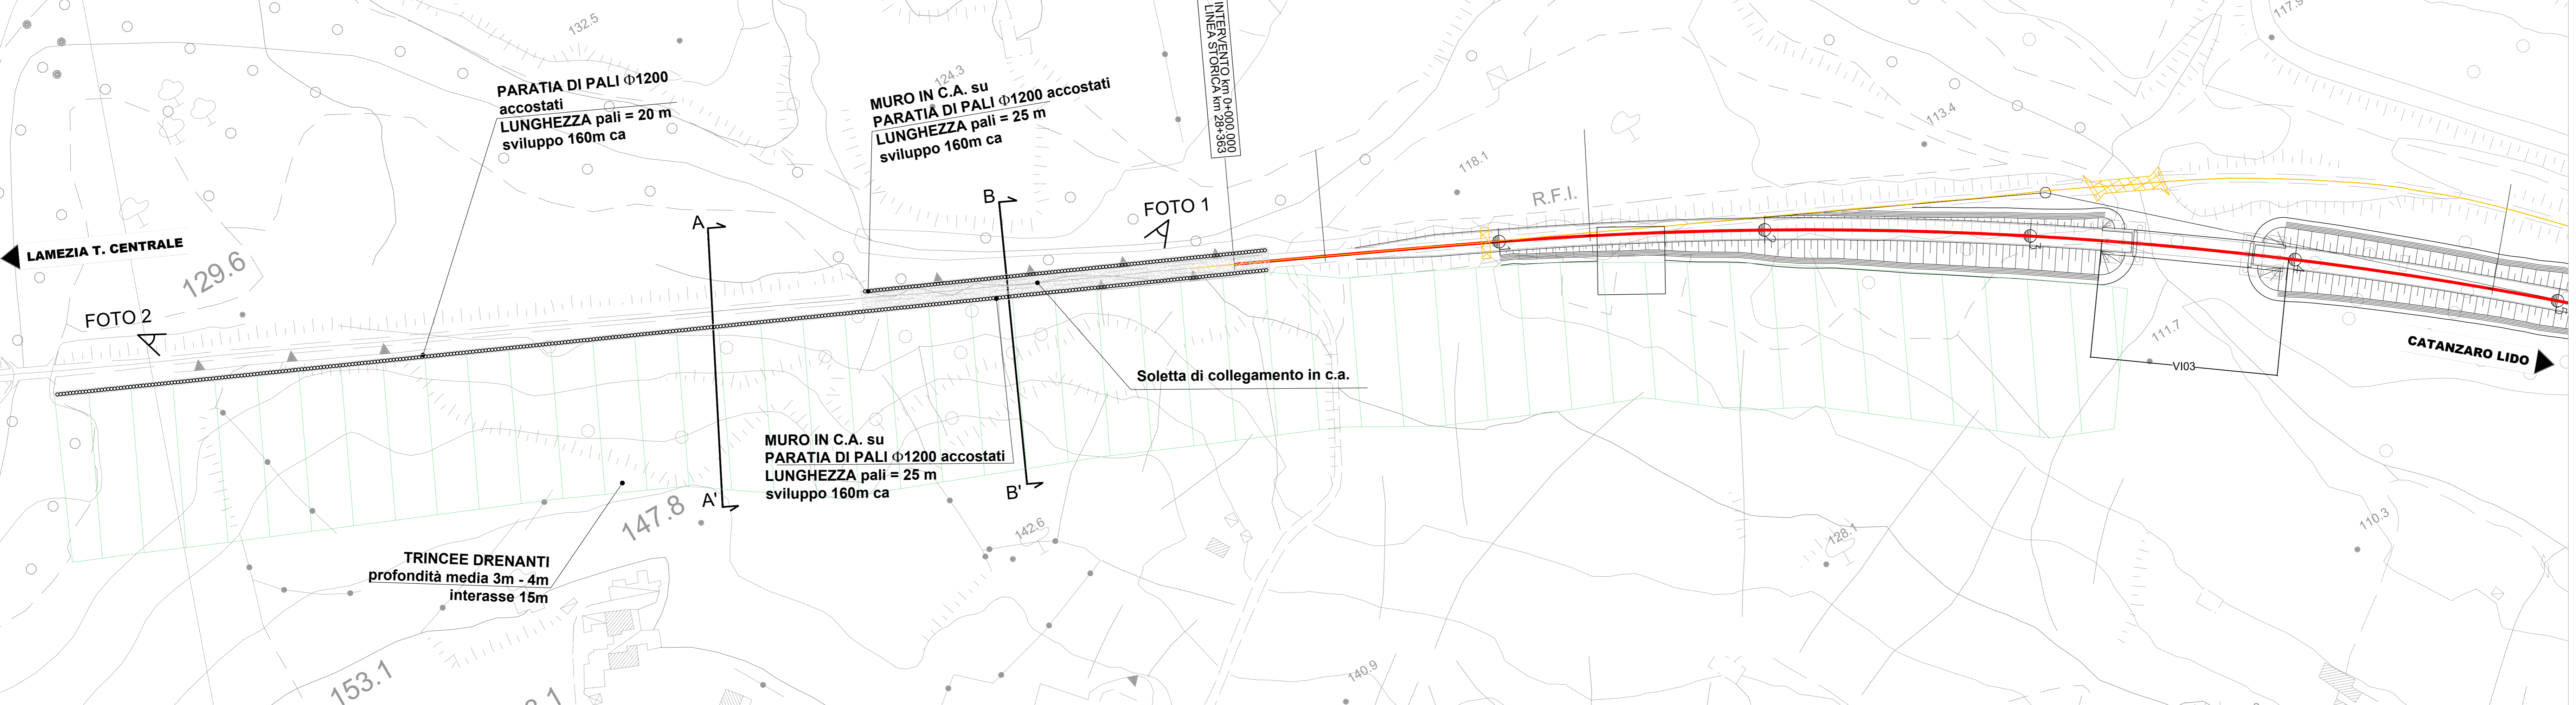 132.5
117.9
INTERVENTO km 0+000.000
LINEA STORICA km 28+363
PARATIA DI PALI Φ1200
accostati
LUNGHEZZA pali = 20 m
sviluppo 160m ca
124.3
MURO IN C.A. su
PARATIA DI PALI Φ1200 accostati
LUNGHEZZA pali = 25 m
sviluppo 160m ca
113.4
118.1
R.F.I.
A
B
FOTO 1
LAMEZIA T. CENTRALE
129.6
FOTO 2
111.7
CATANZARO LIDO
VI03
Soletta di collegamento in c.a.
MURO IN C.A. su
PARATIA DI PALI Φ1200 accostati
LUNGHEZZA pali = 25 m
sviluppo 160m ca
A'
B'
147.8
142.6
128.1
110.3
TRINCEE DRENANTI
profondità media 3m - 4m
interasse 15m
153.1
140.9